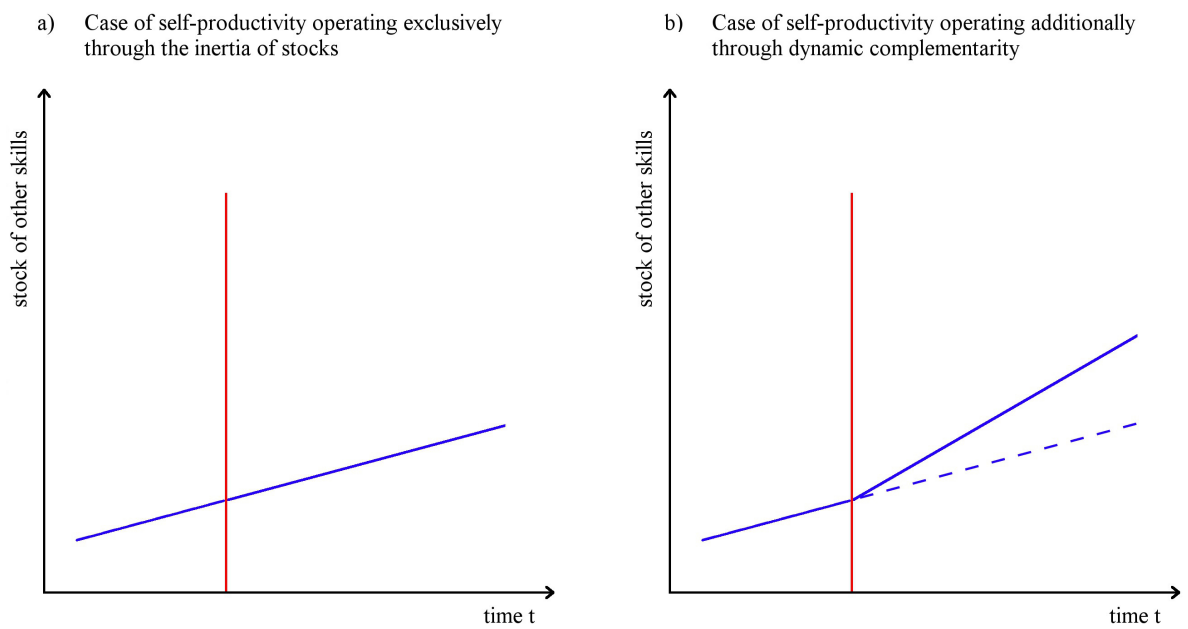 a) Case of self-productivity operating exclusively
through the inertia of stocks
stock of other skills
time t
b) Case of self-productivity operating additionally
through dynamic complementarity
stock of other skills
time t